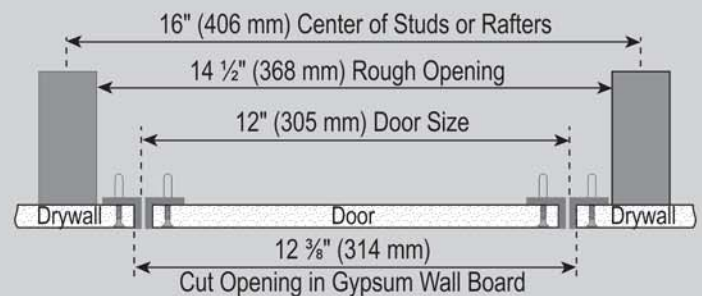 16" (406 mm) Center of Studs or Rafters
14 ½" (368 mm) Rough Opening
12" (305 mm) Door Size
Drywall
Door
Drywall
12 ⅜" (314 mm)
Cut Opening in Gypsum Wall Board